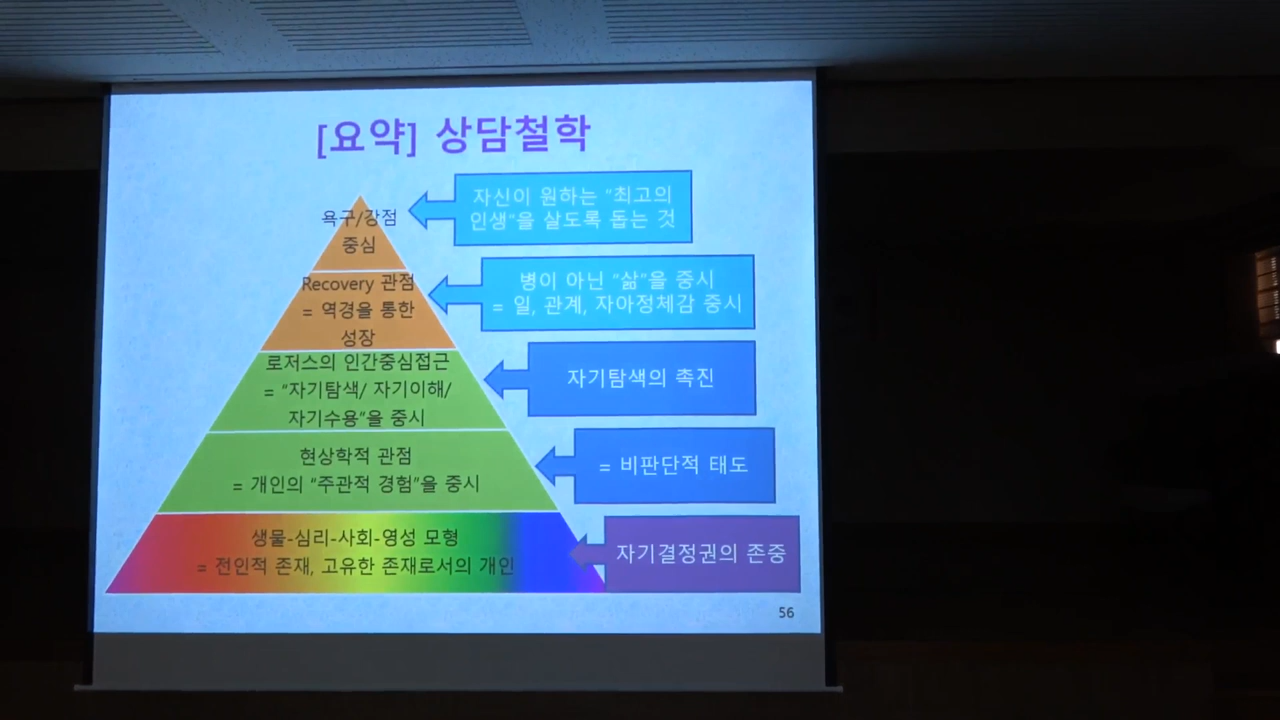 [요약] 상담철학
욕구/강점
중심
자신이 원하는 "최고의
인생"을 살도록 돕는 것
Recovery 관점
= 역경을 통한
성장
병이 아닌 "삶"을 중시
= 일, 관계, 자아정체감 중시
로저스의 인간중심접근
= "자기탐색/ 자기이해/
자기수용"을 중시
자기탐색의 촉진
현상학적 관점
= 개인의 "주관적 경험"을 중시
= 비판단적 태도
생물-심리-사회-영성 모형
= 전인적 존재, 고유한 존재로서의 개인
자기결정권의 존중
56